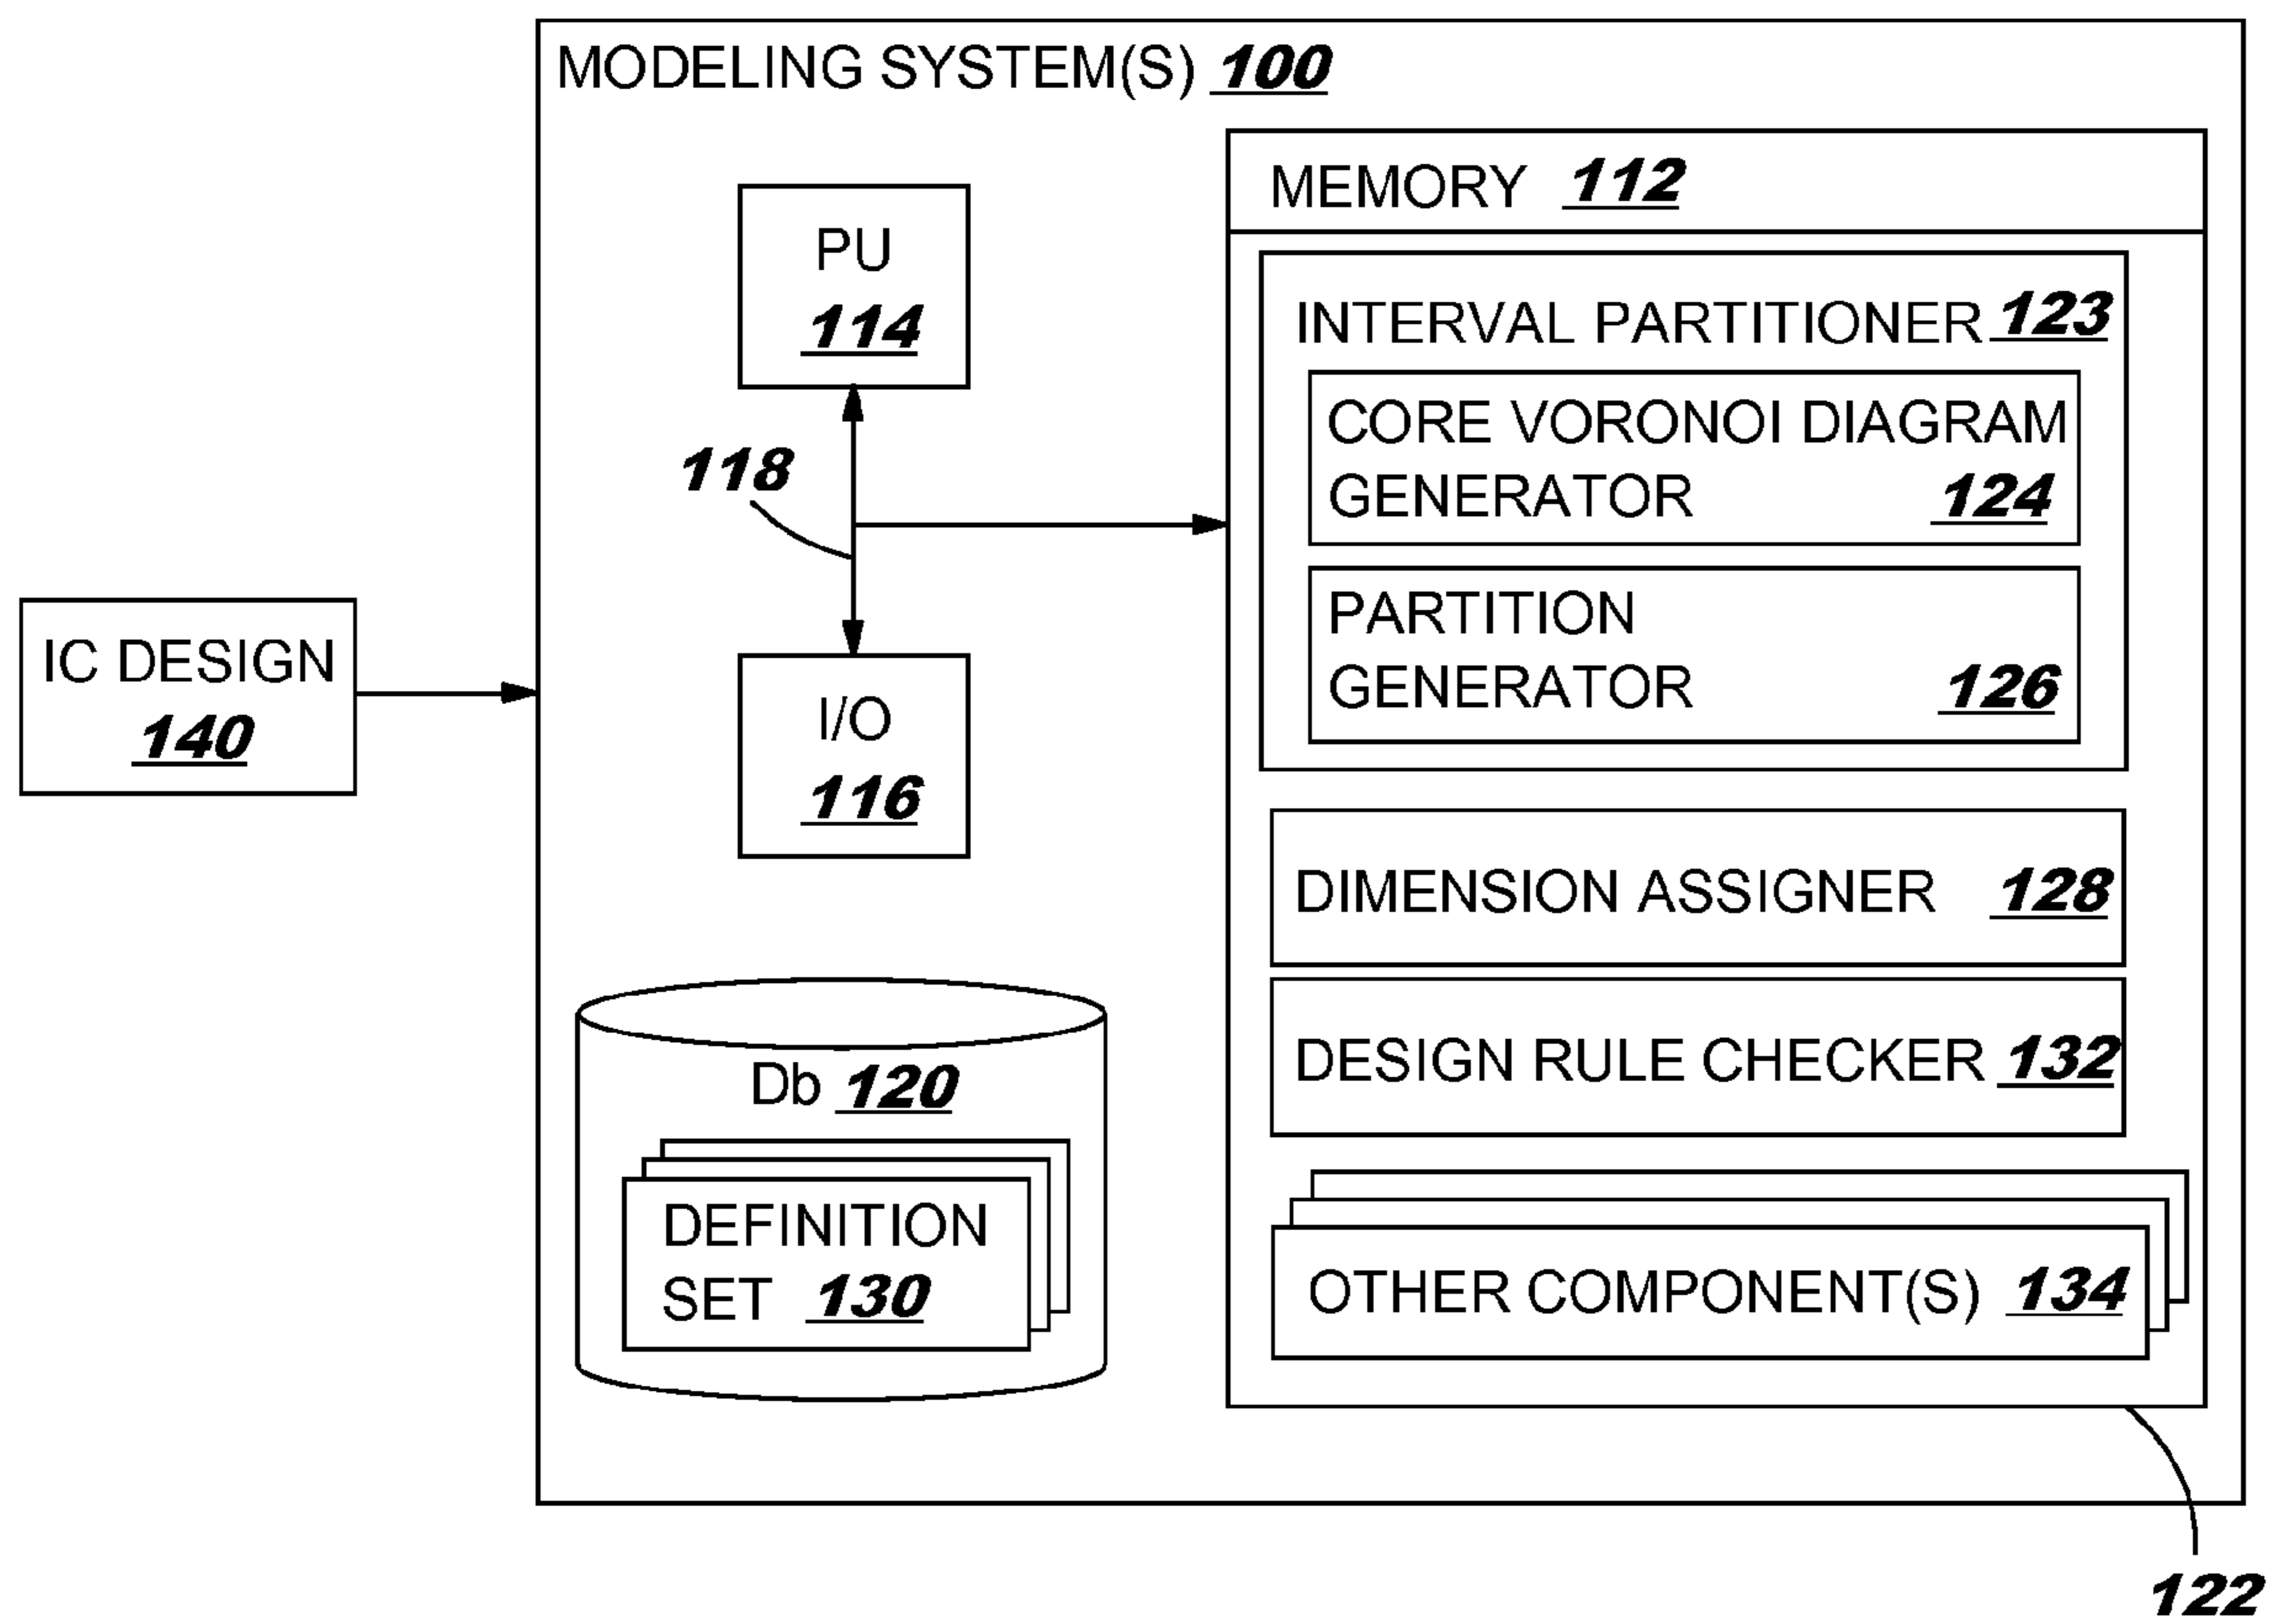 MODELING SYSTEM(S) 100
MEMORY 112
PU
114
INTERVAL PARTITIONER 123
CORE VORONOI DIAGRAM
GENERATOR 124
118
PARTITION
GENERATOR 126
IC DESIGN
140
I/O
116
DIMENSION ASSIGNER 128
DESIGN RULE CHECKER 132
Db 120
DEFINITION
SET 130
OTHER COMPONENT(S) 134
122